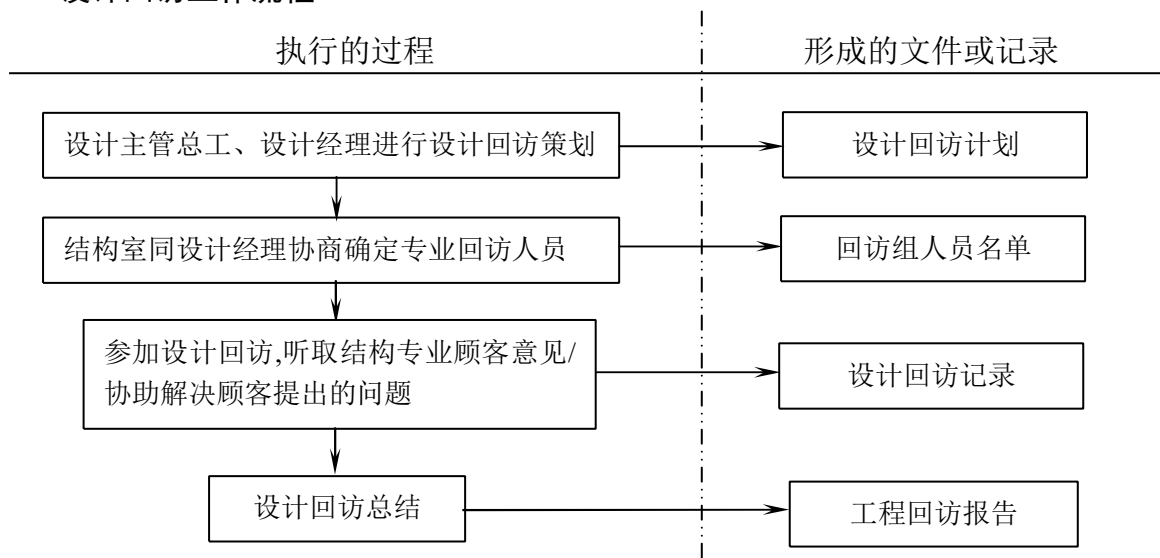 执行的过程
形成的文件或记录
设计主管总工、设计经理进行设计回访策划
设计回访计划
结构室同设计经理协商确定专业回访人员
回访组人员名单
参加设计回访,听取结构专业顾客意见/
协助解决顾客提出的问题
设计回访记录
设计回访总结
工程回访报告